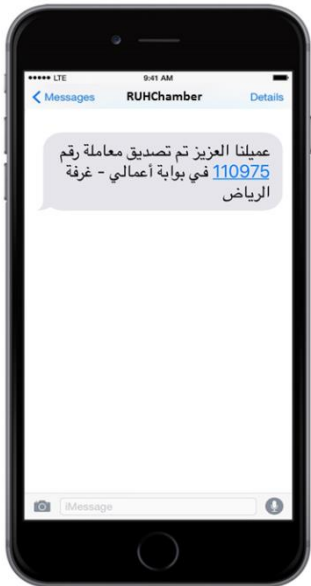 ●●●●● LTE
9:41 AM
Messages
RUHChamber
Details
عميلنا العزيز تم تصديق معاملة رقم
110975 في بوابة أعمالي - غرفة
الرياض
iMessage